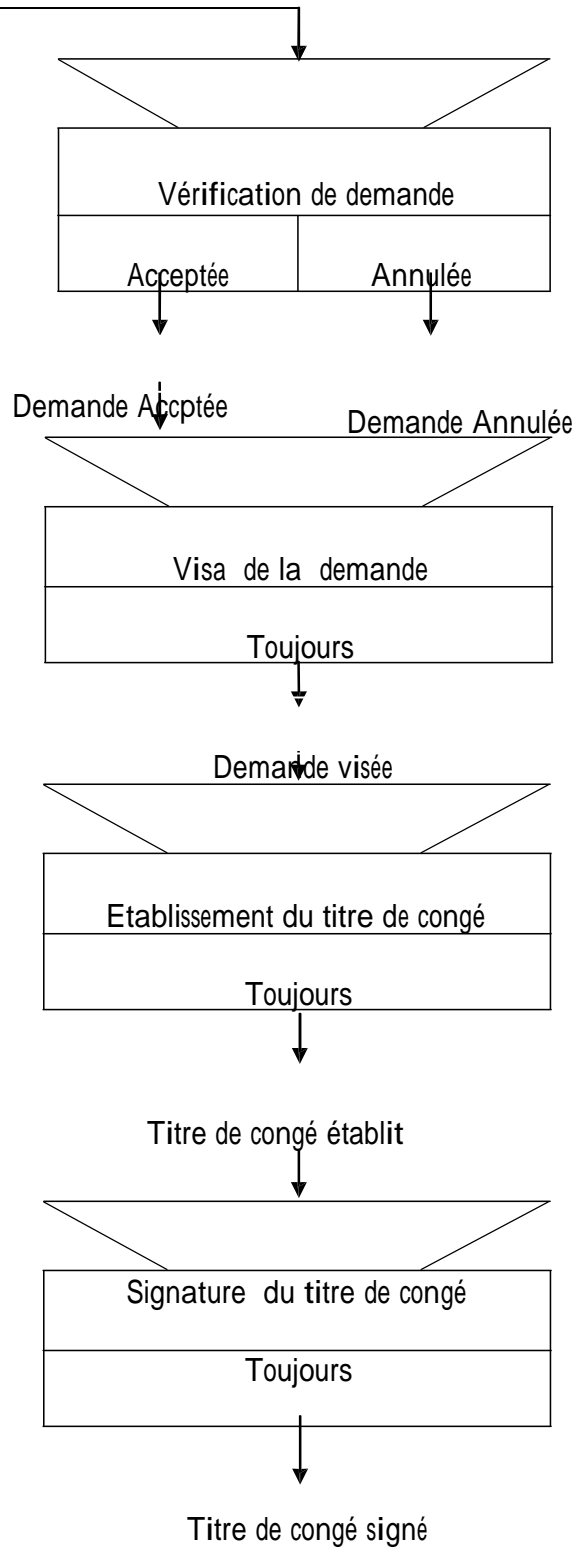 Vérification de demande
Acceptée
Annulée
Demande Accptée
Demande Annulée
Visa de la demande
Toujours
Demande visée
Etablissement du titre de congé
Toujours
Titre de congé établit
Signature du titre de congé
Toujours
Titre de congé signé